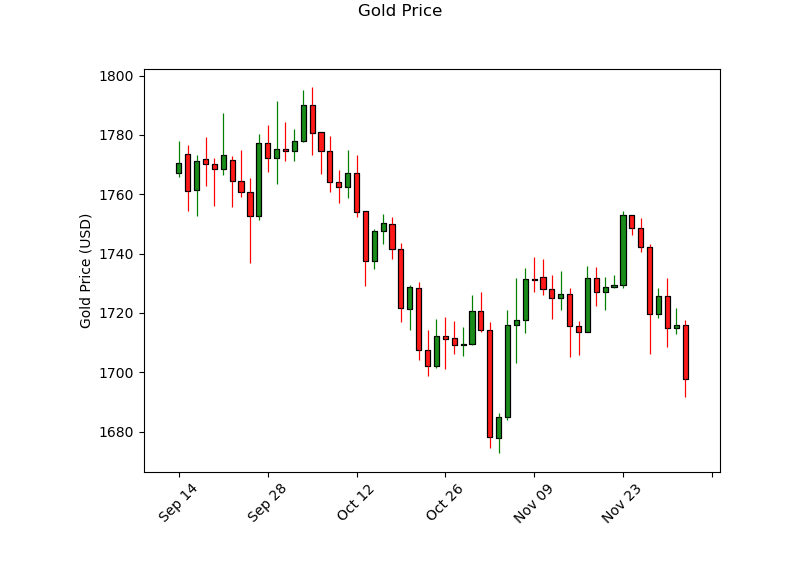 Gold Price
Gold Price (USD)
1800
1780
1760
1740
1720
1700
1680
Sep 14
Sep 28
Oct 12
Oct 26
Nov 09
Nov 23